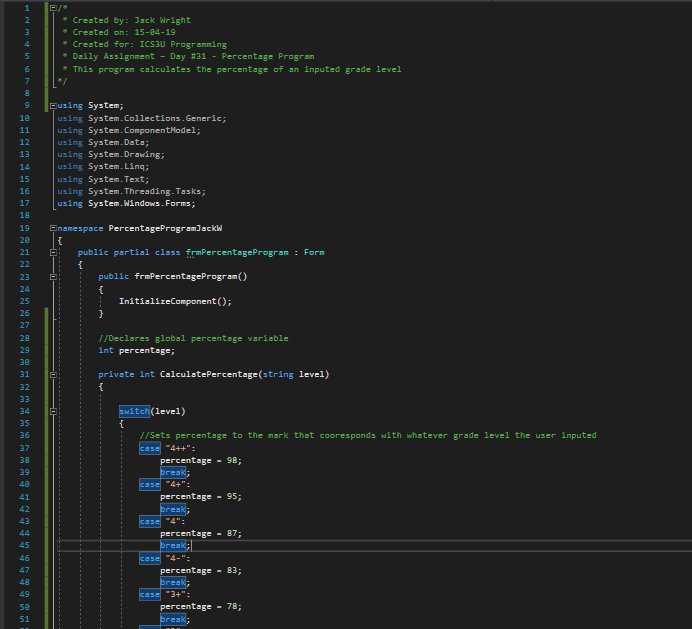 1 /*
2 * Created by: Jack Wright
3 * Created on: 15-04-19
4 * Created for: ICS3U Programming
5 * Daily Assignment – Day #31 - Percentage Program
6 * This program calculates the percentage of an inputed grade level
7 */
8
9 using System;
10 using System.Collections.Generic;
11 using System.ComponentModel;
12 using System.Data;
13 using System.Drawing;
14 using System.Linq;
15 using System.Text;
16 using System.Threading.Tasks;
17 using System.Windows.Forms;
18
19 namespace PercentageProgramJackW
20 {
21 public partial class frmPercentageProgram : Form
22 {
23 public frmPercentageProgram()
24 {
25 InitializeComponent();
26 }
27
28 //Declares global percentage variable
29 int percentage;
30
31 private int CalculatePercentage(string level)
32 {
33
34 switch(level)
35 {
36 //Sets percentage to the mark that cooresponds with whatever grade level the user inputed
37 case "4++":
38 percentage = 98;
39 break;
40 case "4+":
41 percentage = 95;
42 break;
43 case "4":
44 percentage = 87;
45 break;
46 case "4-":
47 percentage = 83;
48 break;
49 case "3+":
50 percentage = 78;
51 break;